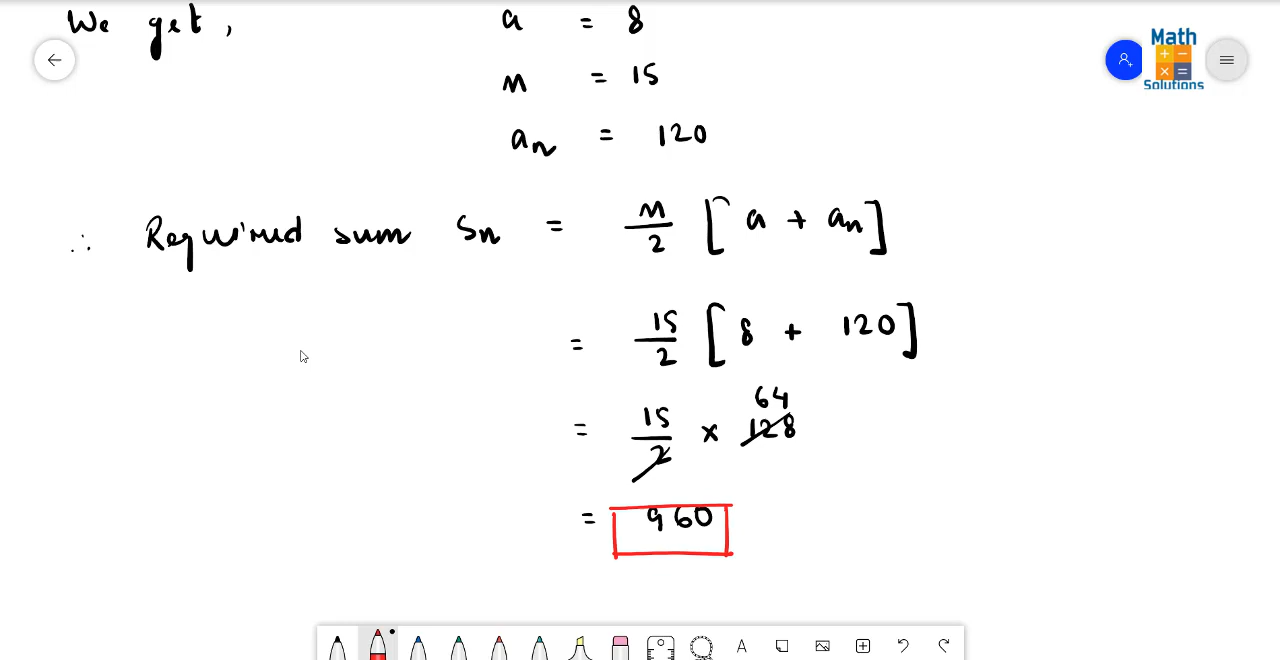 We get, a = 8
n = 15
an = 120
∴ Required sum Sn = n/2 [a + an]
= 15/2 [8 + 120]
= 15/2 × 128 64
= 960
Math
+ −
× =
Solutions
A